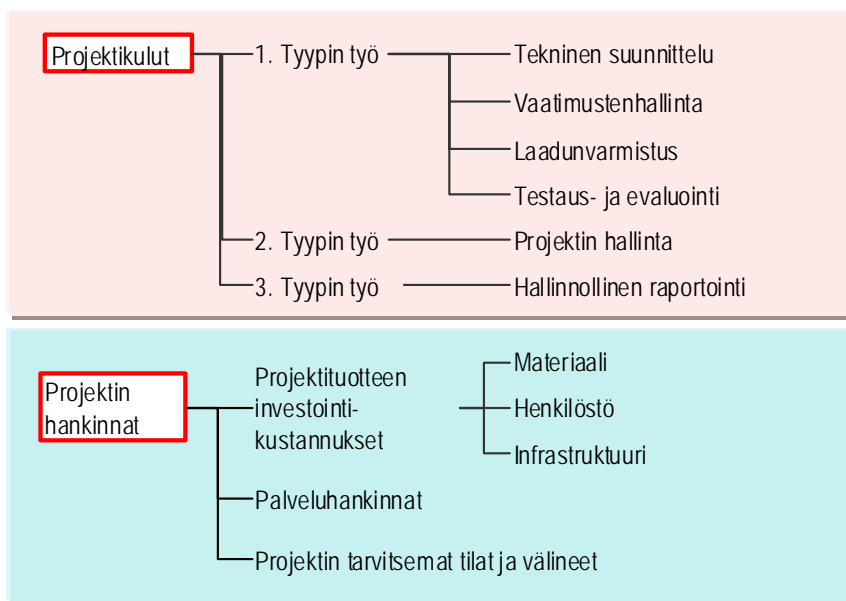 Projektikulut
1. Tyypin työ
Tekninen suunnittelu
Vaatimustenhallinta
Laadunvarmistus
Testaus- ja evaluointi
2. Tyypin työ
Projektin hallinta
3. Tyypin työ
Hallinnollinen raportointi
Projektin
hankinnat
Projektituotteen
investointi-
kustannukset
Materiaali
Henkilöstö
Infrastruktuuri
Palveluhankinnat
Projektin tarvitsemat tilat ja välineet